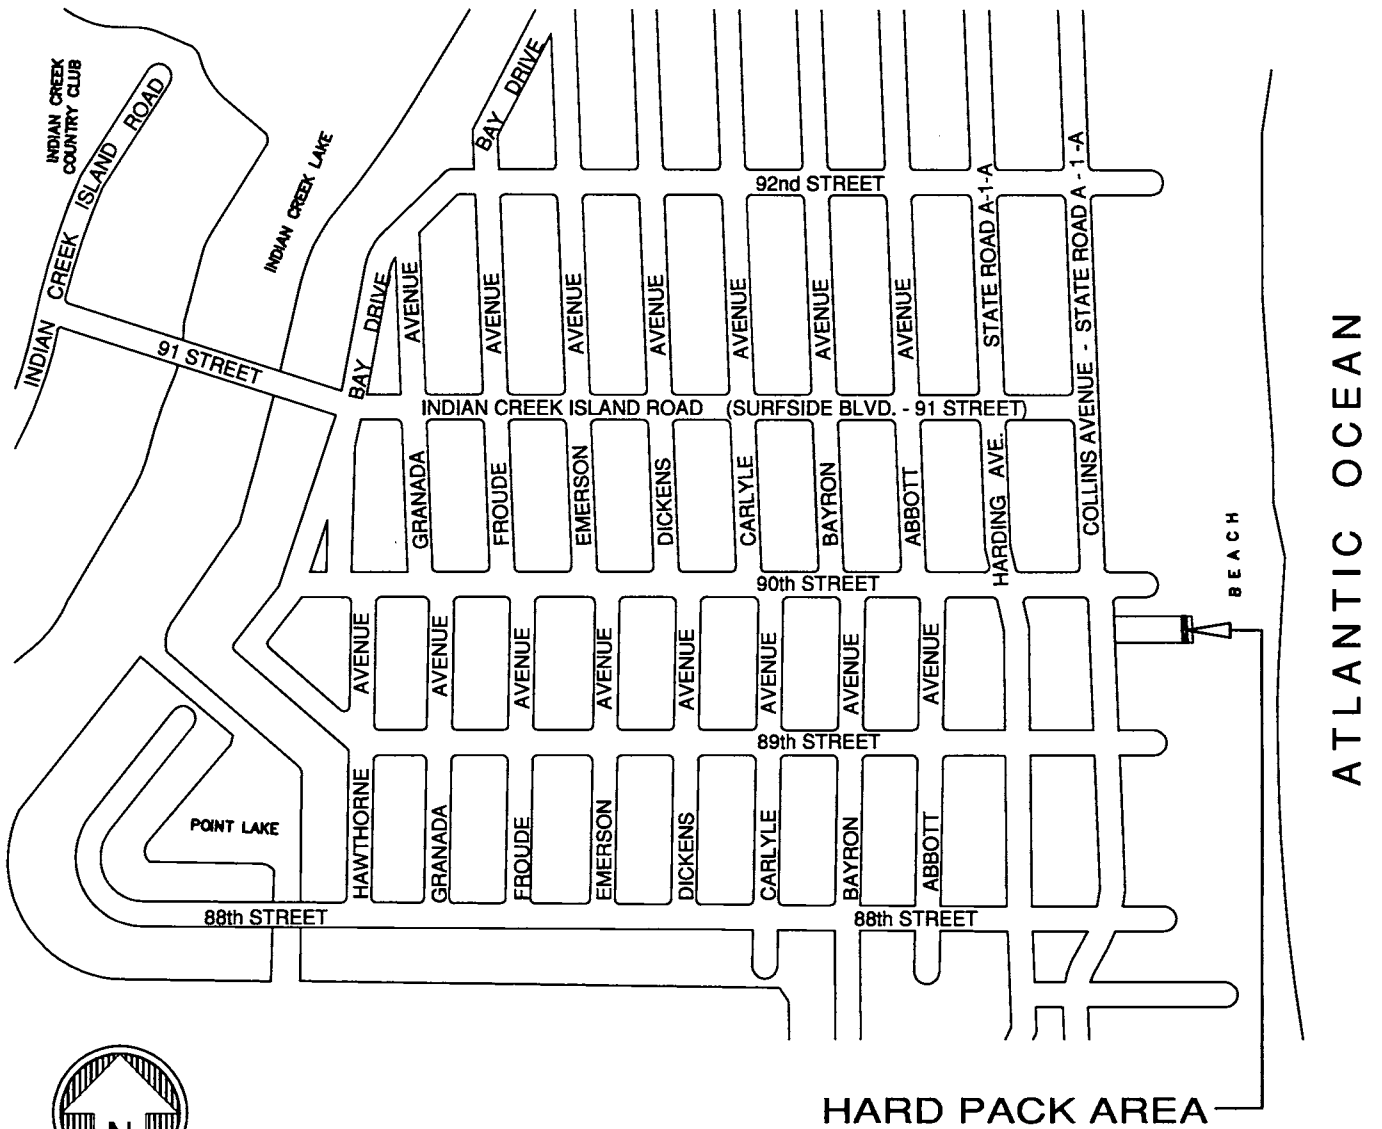 INDIAN CREEK
COUNTRY CLUB
INDIAN CREEK ISLAND ROAD
INDIAN CREEK LAKE
BAY DRIVE
92nd STREET
STATE ROAD A-1-A
COLLINS AVENUE - STATE ROAD A-1-A
BAY DRIVE
AVENUE
AVENUE
AVENUE
AVENUE
AVENUE
AVENUE
AVENUE
91 STREET
INDIAN CREEK ISLAND ROAD (SURFSIDE BLVD. - 91 STREET)
GRANADA
FROUDE
EMERSON
DICKENS
CARLYLE
BAYRON
ABBOTT
HARDING AVE.
ATLANTIC OCEAN
BEACH
90th STREET
AVENUE
AVENUE
AVENUE
AVENUE
AVENUE
AVENUE
AVENUE
AVENUE
89th STREET
HAWTHORNE
GRANADA
FROUDE
EMERSON
DICKENS
CARLYLE
BAYRON
ABBOTT
POINT LAKE
88th STREET
88th STREET
HARD PACK AREA
N